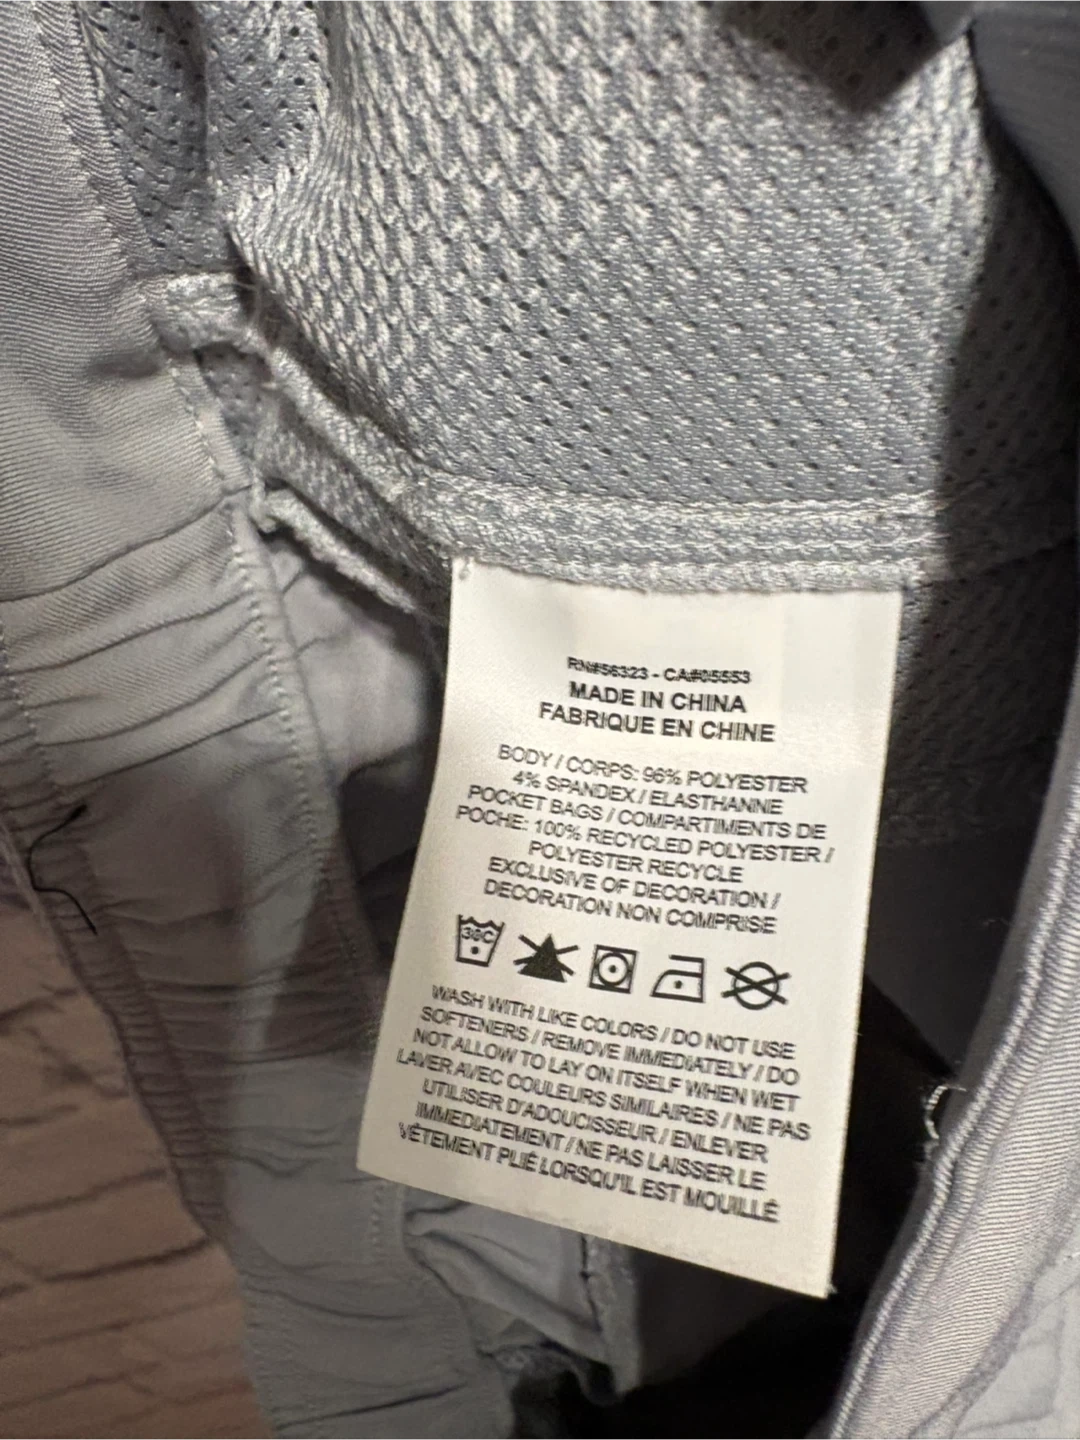 RN#56323 - CA#05553
MADE IN CHINA
FABRIQUE EN CHINE
BODY / CORPS: 96% POLYESTER
4% SPANDEX / ELASTHANNE
POCKET BAGS / COMPARTIMENTS DE
POCHE: 100% RECYCLED POLYESTER /
POLYESTER RECYCLE
EXCLUSIVE OF DECORATION /
DECORATION NON COMPRISE
30C
WASH WITH LIKE COLORS / DO NOT USE
SOFTENERS / REMOVE IMMEDIATELY / DO
NOT ALLOW TO LAY ON ITSELF WHEN WET
LAVER AVEC COULEURS SIMILAIRES / NE PAS
UTILISER D'ADOUCISSEUR / ENLEVER
IMMEDIATEMENT / NE PAS LAISSER LE
VÊTEMENT PLIÉ LORSQU'IL EST MOUILLÉ